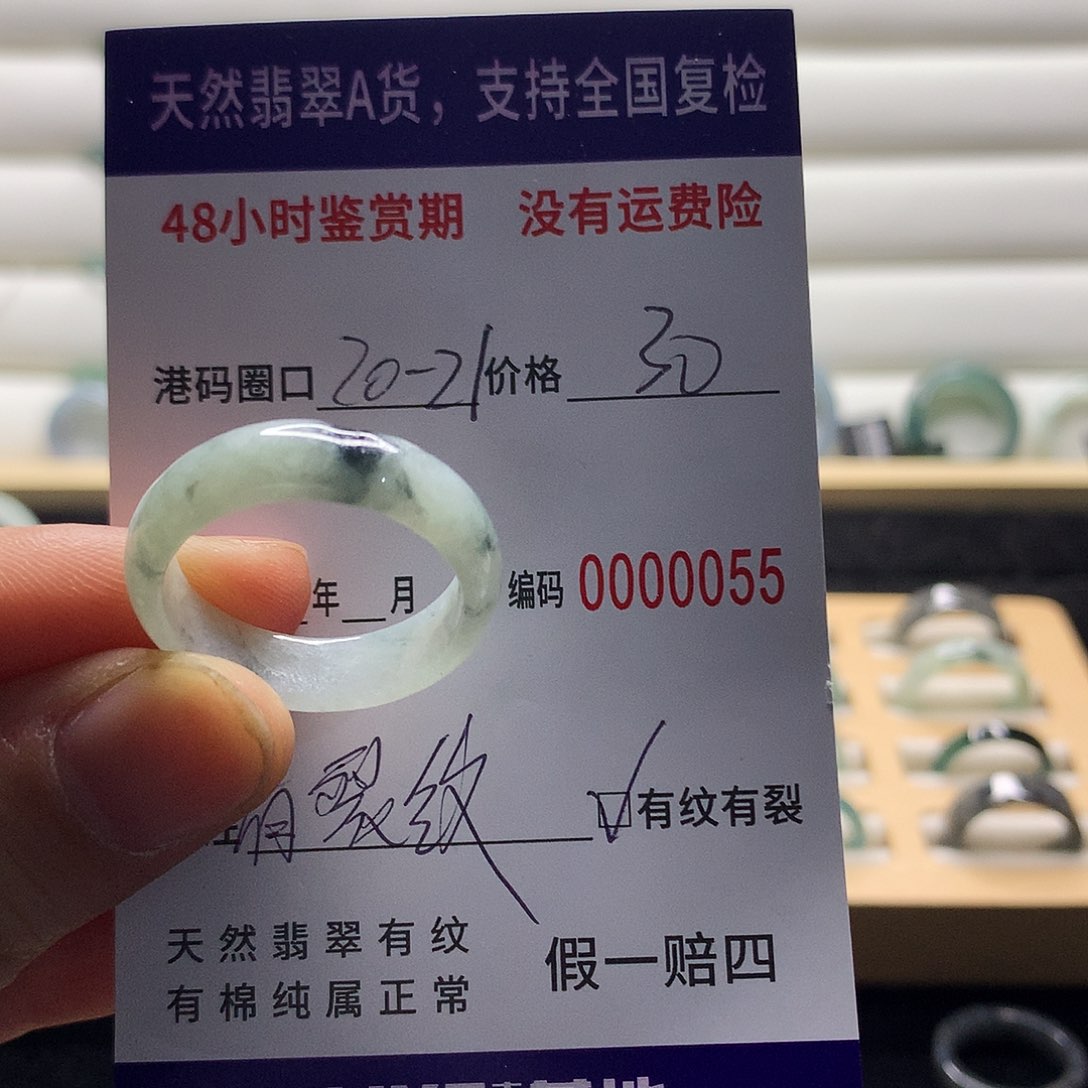 天然翡翠A货，支持全国复检
48小时鉴赏期 没有运费险
港码圈口 20-21 价格 30
年 月 编码 0000055
有裂纹 ☑有纹有裂
天然翡翠有纹
有棉纯属正常
假一赔四